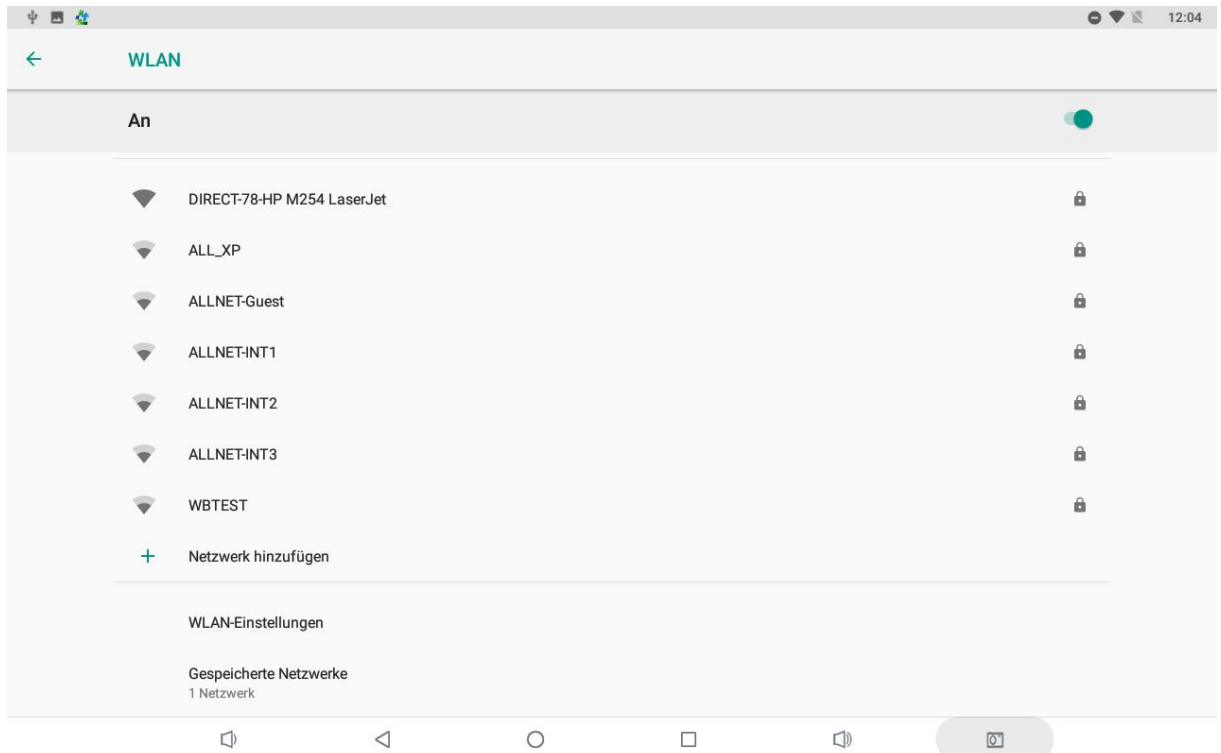 12:04
WLAN
An
DIRECT-78-HP M254 LaserJet
ALL_XP
ALLNET-Guest
ALLNET-INT1
ALLNET-INT2
ALLNET-INT3
WBTEST
Netzwerk hinzufügen
WLAN-Einstellungen
Gespeicherte Netzwerke
1 Netzwerk